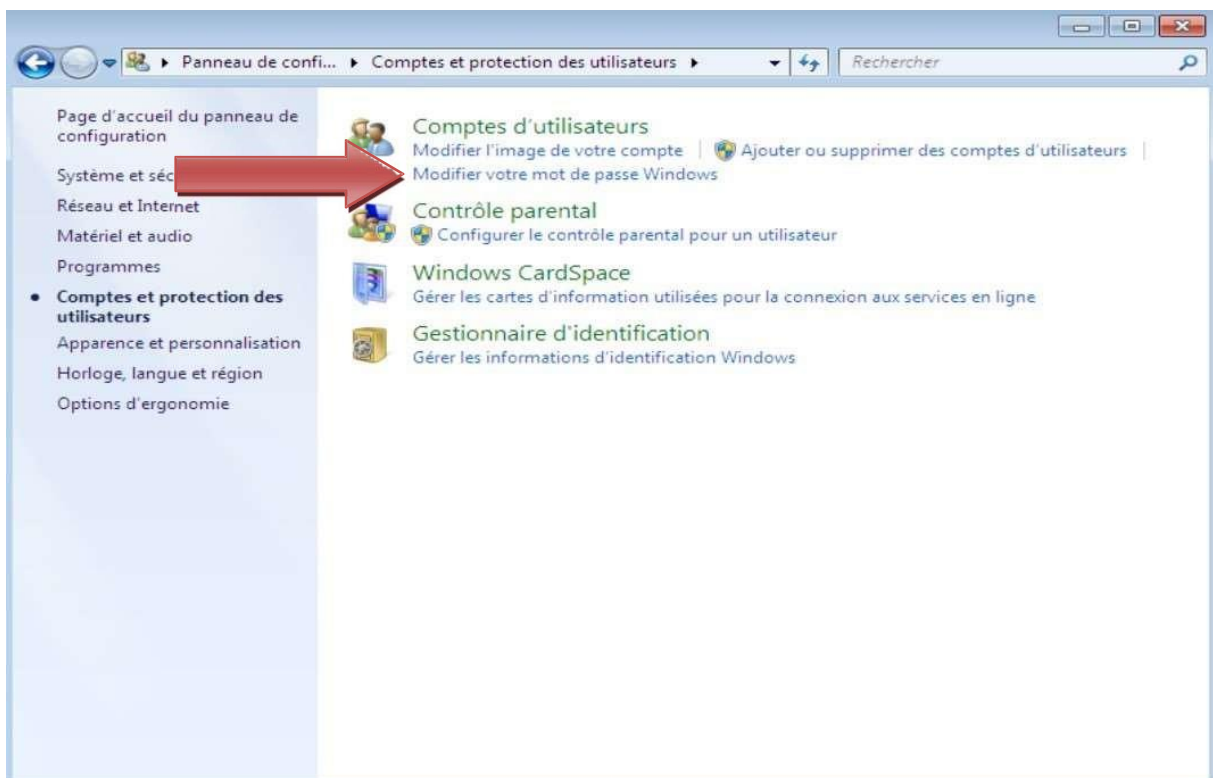 Panneau de confi... Comptes et protection des utilisateurs Rechercher
Page d'accueil du panneau de
configuration
Système et séc
Réseau et Internet
Matériel et audio
Programmes
Comptes et protection des
utilisateurs
Apparence et personnalisation
Horloge, langue et région
Options d'ergonomie
Comptes d'utilisateurs
Modifier l'image de votre compte Ajouter ou supprimer des comptes d'utilisateurs
Modifier votre mot de passe Windows
Contrôle parental
Configurer le contrôle parental pour un utilisateur
Windows CardSpace
Gérer les cartes d'information utilisées pour la connexion aux services en ligne
Gestionnaire d'identification
Gérer les informations d'identification Windows